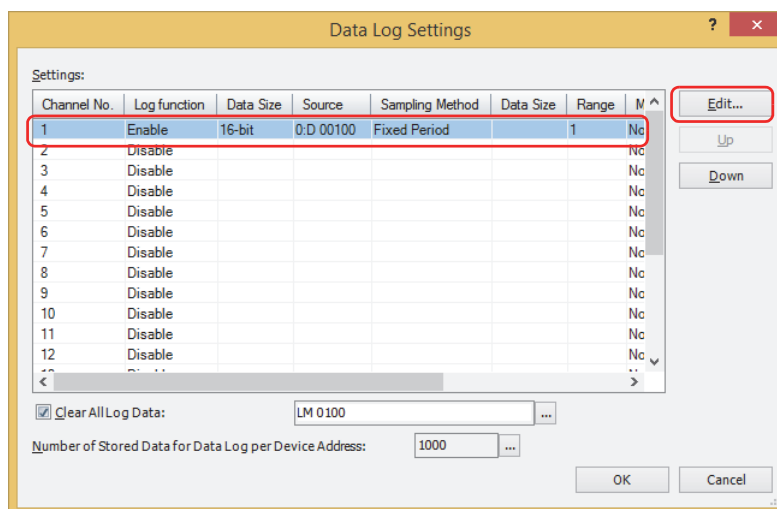 Data Log Settings
? ×
Settings:
Channel No. Log function Data Size Source Sampling Method Data Size Range
1 Enable 16-bit 0:D 00100 Fixed Period 1 No
2 Disable No
3 Disable No
4 Disable No
5 Disable No
6 Disable No
7 Disable No
8 Disable No
9 Disable No
10 Disable No
11 Disable No
12 Disable No
Edit...
Up
Down
Clear All Log Data: LM 0100 ...
Number of Stored Data for Data Log per Device Address: 1000 ...
OK Cancel